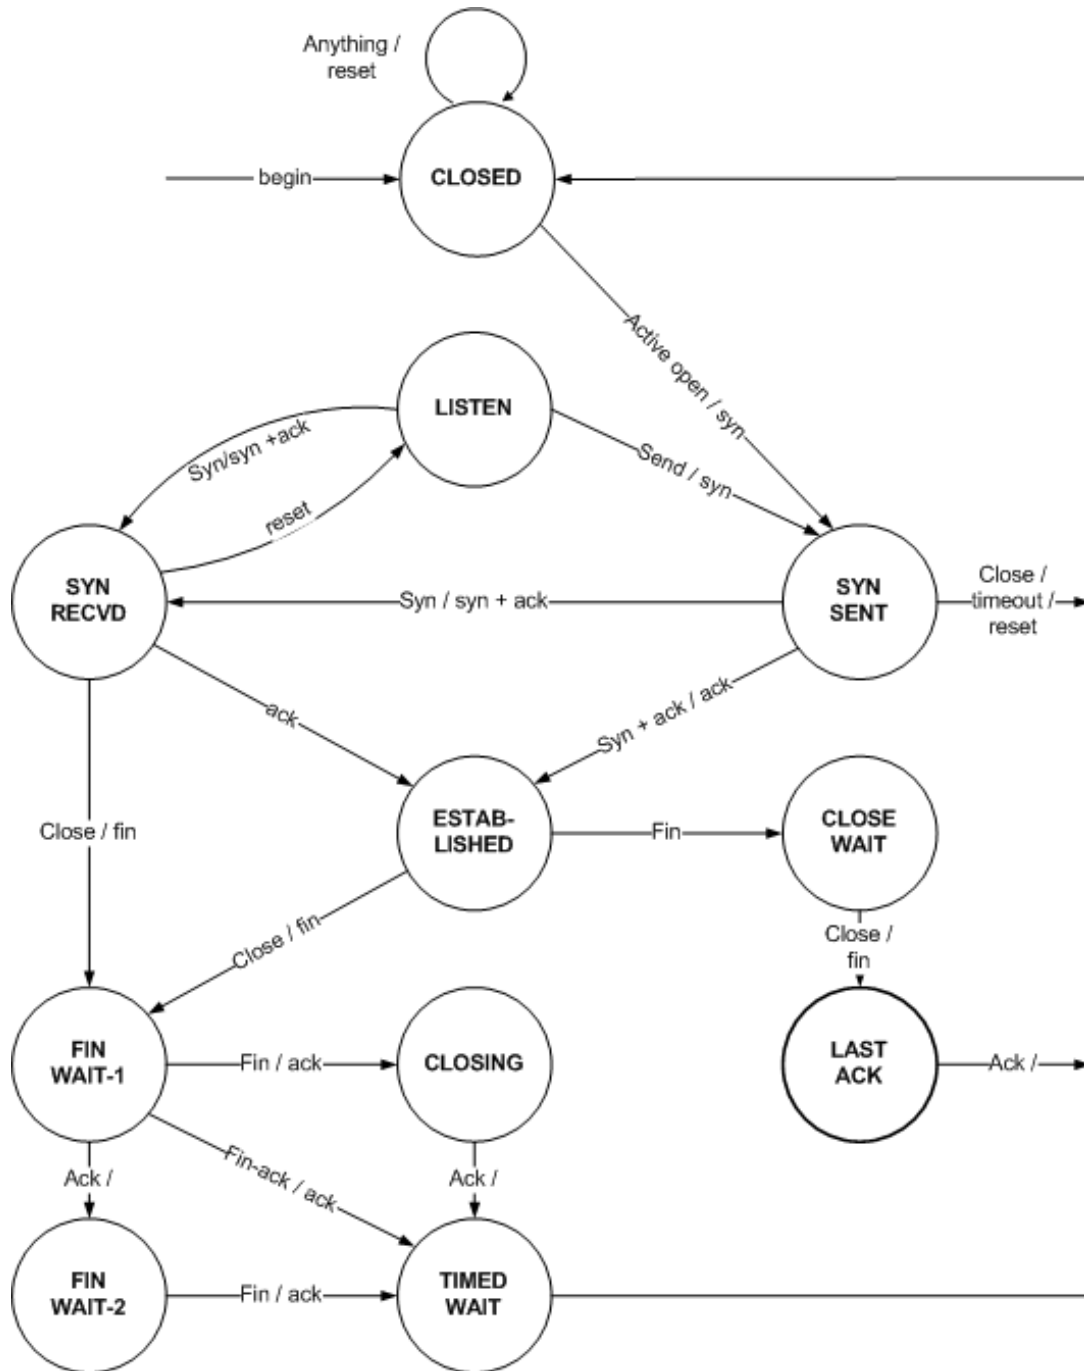 Anything /
reset
begin
CLOSED
Active open / syn
LISTEN
Syn/syn +ack
Send / syn
reset
SYN
RECVD
Syn / syn + ack
SYN
SENT
Close /
timeout /
reset
ack
Syn + ack / ack
Close / fin
ESTAB-
LISHED
Fin
CLOSE
WAIT
Close / fin
Close /
fin
FIN
WAIT-1
Fin / ack
CLOSING
LAST
ACK
Ack /
Ack /
Fin-ack / ack
Ack /
FIN
WAIT-2
Fin / ack
TIMED
WAIT